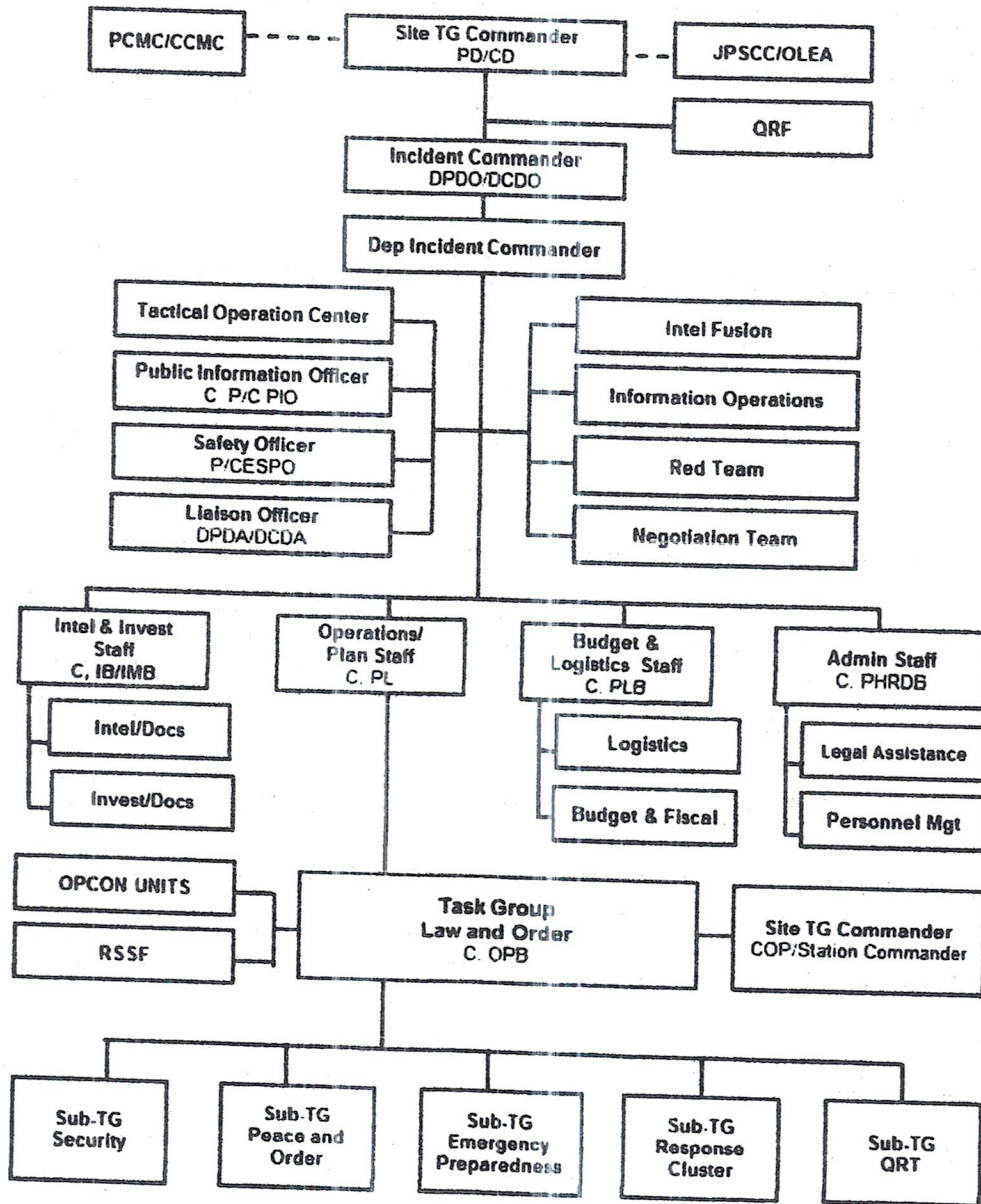 PCMC/CCMC
Site TG Commander
PD/CD
JPSCC/OLEA
QRF
Incident Commander
DPDO/DCDO
Dep Incident Commander
Tactical Operation Center
Public Information Officer
C P/C PIO
Safety Officer
P/CESPO
Liaison Officer
DPDA/DCDA
Intel Fusion
Information Operations
Red Team
Negotiation Team
Intel & Invest
Staff
C, IB/IMB
Intel/Docs
Invest/Docs
Operations/
Plan Staff
C. PL
Budget &
Logistics Staff
C. PLB
Logistics
Budget & Fiscal
Admin Staff
C. PHRDB
Legal Assistance
Personnel Mgt
OPCON UNITS
RSSF
Task Group
Law and Order
C. OPB
Site TG Commander
COP/Station Commander
Sub-TG
Security
Sub-TG
Peace and
Order
Sub-TG
Emergency
Preparedness
Sub-TG
Response
Cluster
Sub-TG
QRT